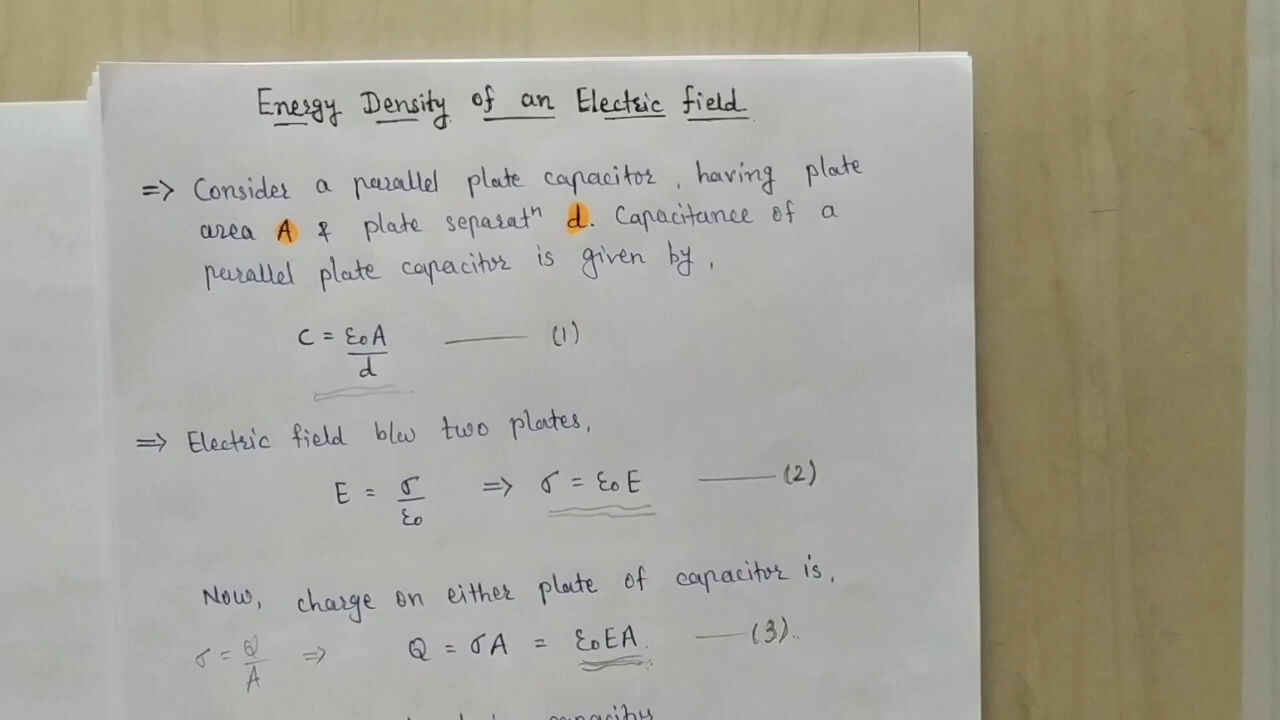 Energy Density of an Electric field
=> Consider a parallel plate capacitor, having plate
area A & plate separatⁿ d. Capacitance of a
parallel plate capacitor is given by,
C = ε₀A/d ——— (1)
=> Electric field b/w two plates,
E = σ/ε₀ => σ = ε₀E ——— (2)
Now, charge on either plate of capacitor is,
σ = Q/A => Q = σA = ε₀EA. ——— (3).